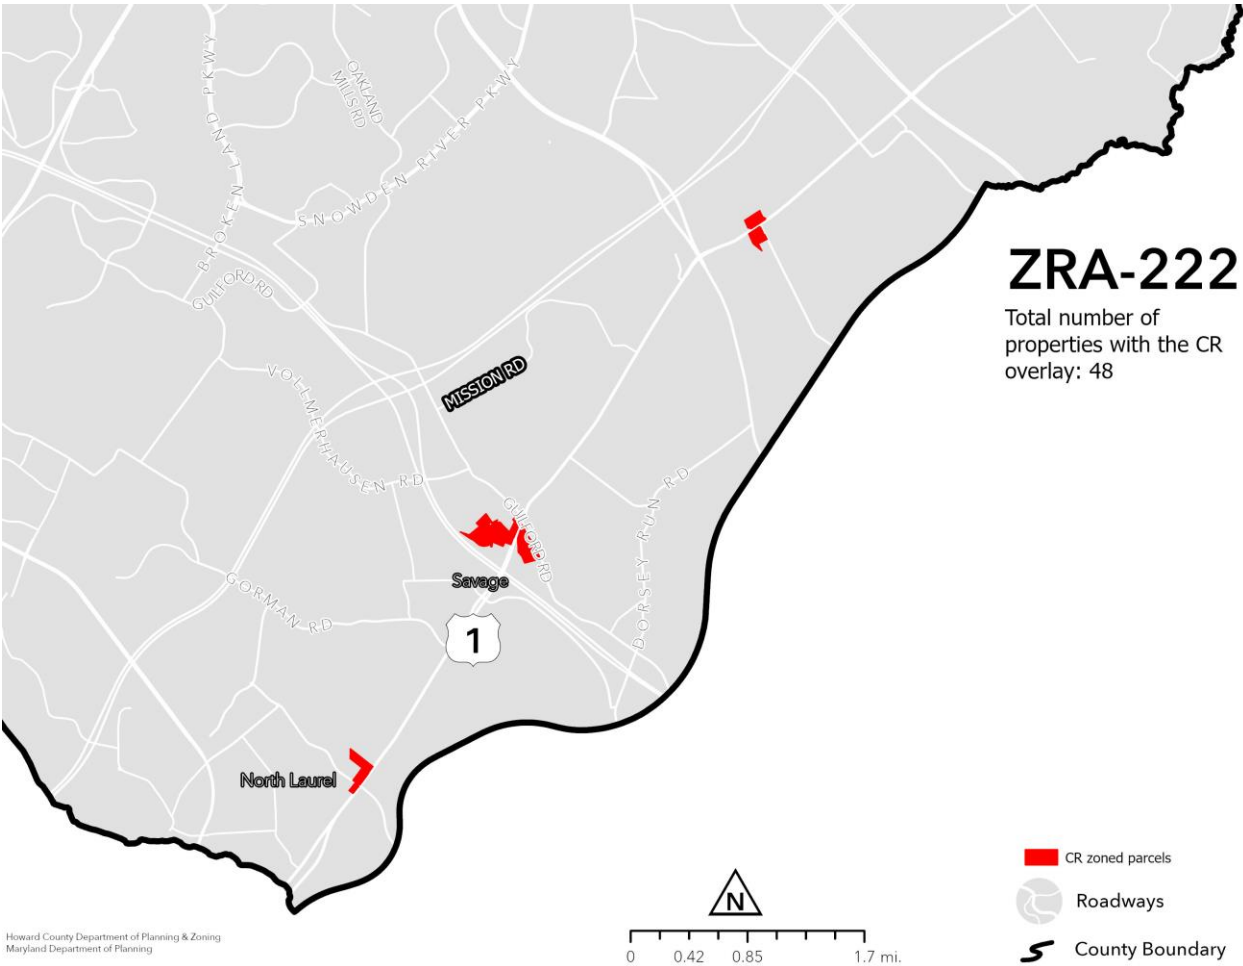 BROKEN LAND PKWY
OAKLAND
MILLS RD
SNOWDEN RIVER PKWY
GUILFORD RD
ZRA-222
Total number of
properties with the CR
overlay: 48
MISSION RD
VOLLMERHAUSEN RD
GUILFORD RD
DORSEY RUN RD
Savage
GORMAN RD
1
North Laurel
CR zoned parcels
Roadways
County Boundary
N
0 0.42 0.85 1.7 mi.
Howard County Department of Planning & Zoning
Maryland Department of Planning